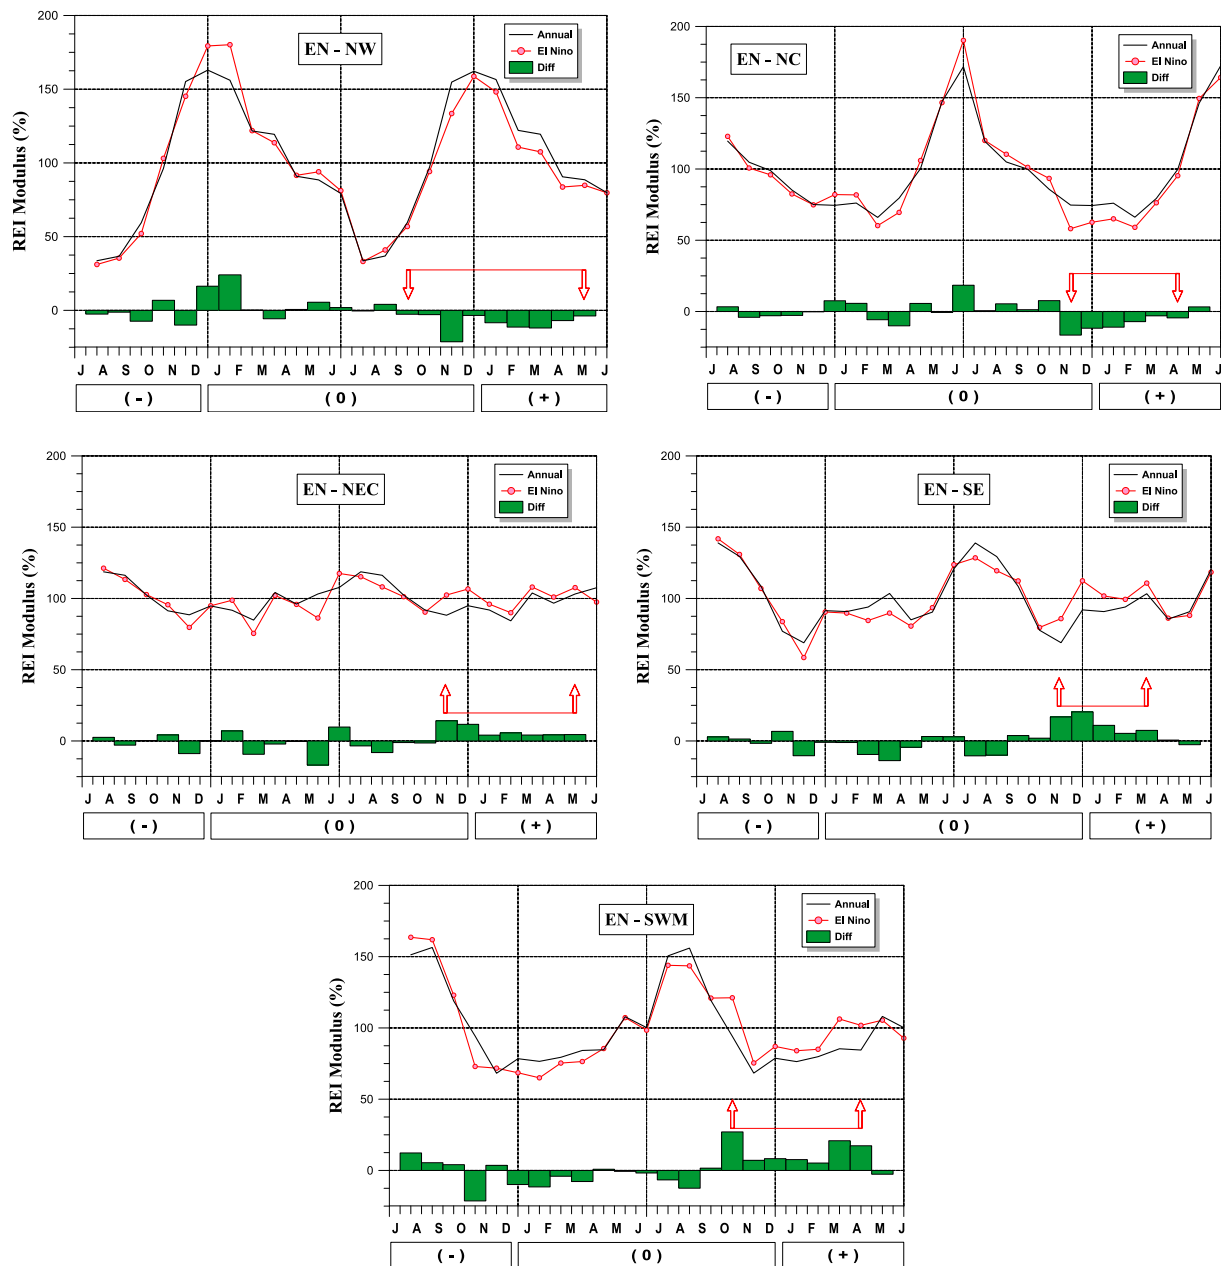 EN - NW
Annual
El Nino
Diff
REI Modulus (%)
200
150
100
50
0
J A S O N D J F M A M J J A S O N D J F M A M J
( - ) ( 0 ) ( + )
EN - NC
Annual
El Nino
Diff
REI Modulus (%)
200
150
100
50
0
J A S O N D J F M A M J J A S O N D J F M A M J
( - ) ( 0 ) ( + )
EN - NEC
Annual
El Nino
Diff
REI Modulus (%)
200
150
100
50
0
J A S O N D J F M A M J J A S O N D J F M A M J
( - ) ( 0 ) ( + )
EN - SE
Annual
El Nino
Diff
REI Modulus (%)
200
150
100
50
0
J A S O N D J F M A M J J A S O N D J F M A M J
( - ) ( 0 ) ( + )
EN - SWM
Annual
El Nino
Diff
REI Modulus (%)
200
150
100
50
0
J A S O N D J F M A M J J A S O N D J F M A M J
( - ) ( 0 ) ( + )